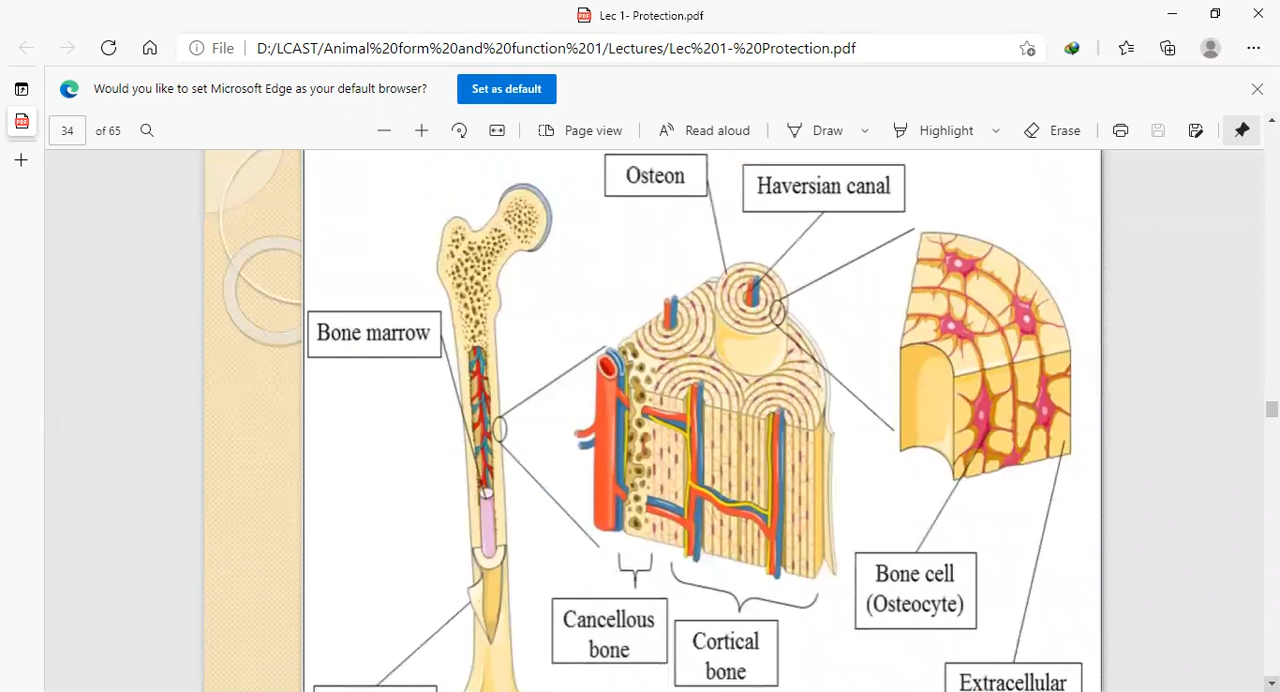 Lec 1- Protection.pdf
File
D:/LCAST/Animal%20form%20and%20function%201/Lectures/Lec%201-%20Protection.pdf
Would you like to set Microsoft Edge as your default browser?
Set as default
34 of 65
Page view
Read aloud
Draw
Highlight
Erase
Osteon
Haversian canal
Bone marrow
Bone cell
(Osteocyte)
Cancellous
bone
Cortical
bone
Extracellular